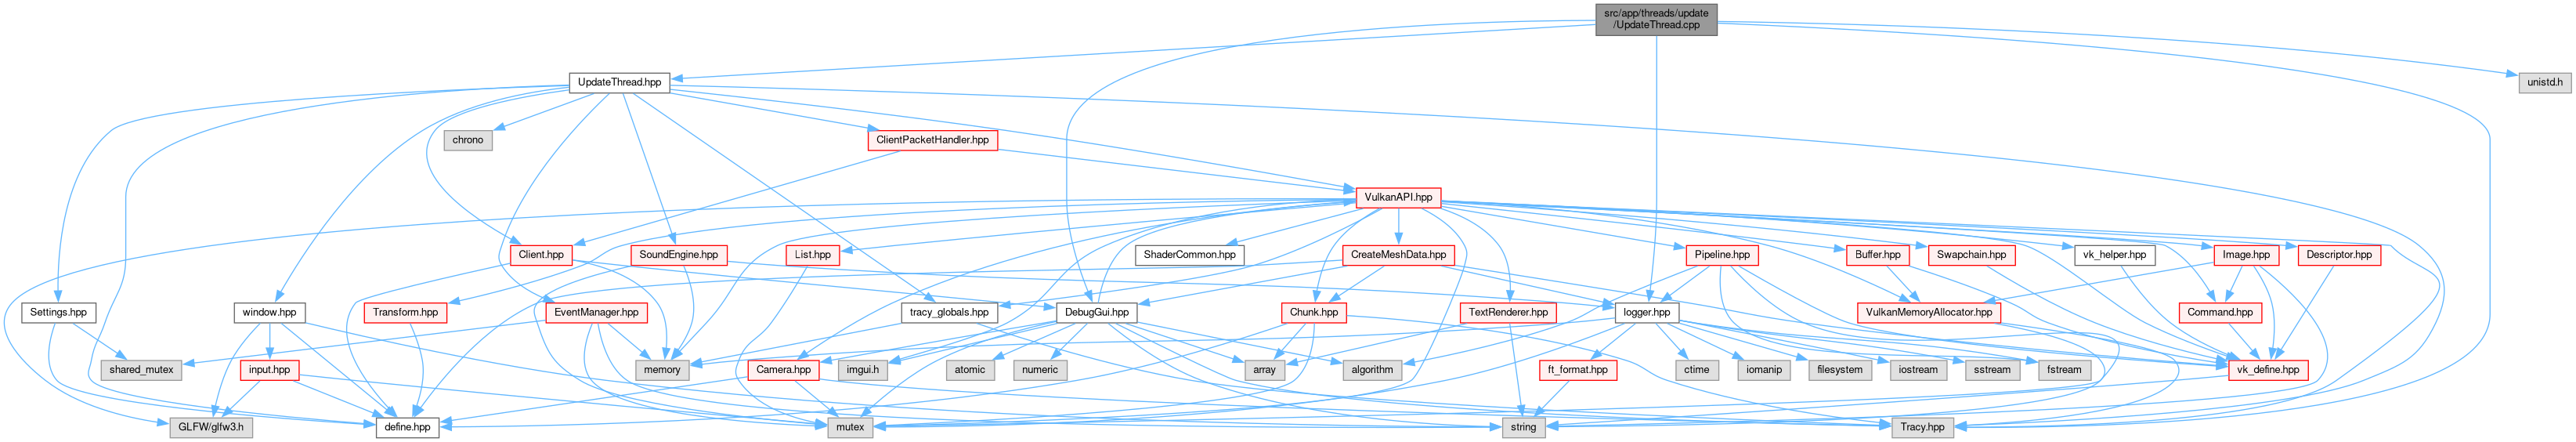 src/app/threads/update
/UpdateThread.cpp
UpdateThread.hpp
unistd.h
chrono
ClientPacketHandler.hpp
VulkanAPI.hpp
Client.hpp
SoundEngine.hpp
List.hpp
ShaderCommon.hpp
CreateMeshData.hpp
Pipeline.hpp
Buffer.hpp
Swapchain.hpp
vk_helper.hpp
Image.hpp
Descriptor.hpp
Settings.hpp
window.hpp
Transform.hpp
EventManager.hpp
tracy_globals.hpp
DebugGui.hpp
Chunk.hpp
TextRenderer.hpp
logger.hpp
VulkanMemoryAllocator.hpp
Command.hpp
shared_mutex
input.hpp
memory
Camera.hpp
imgui.h
atomic
numeric
array
algorithm
ft_format.hpp
ctime
iomanip
filesystem
iostream
sstream
fstream
vk_define.hpp
GLFW/glfw3.h
define.hpp
mutex
string
Tracy.hpp